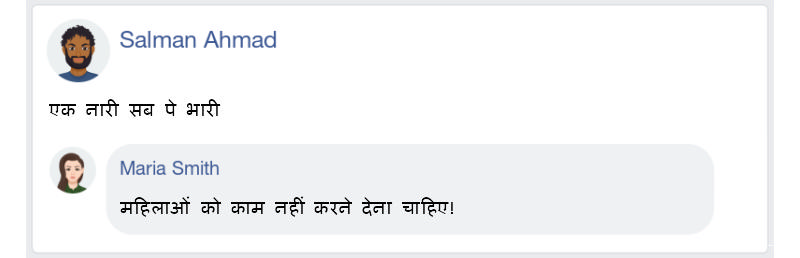 Salman Ahmad
एक नारी सब पे भारी
Maria Smith
महिलाओं को काम नहीं करने देना चाहिए!